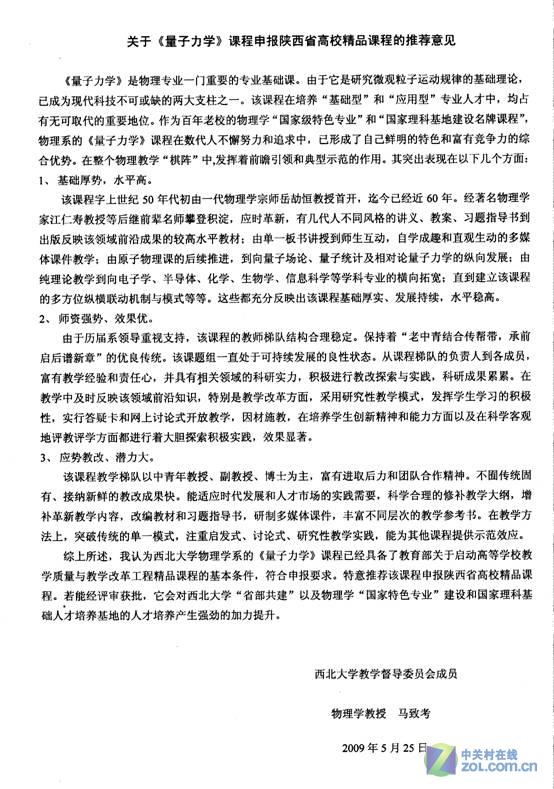 关于《量子力学》课程申报陕西省高校精品课程的推荐意见
《量子力学》是物理专业一门重要的专业基础课。由于它是研究微观粒子运动规律的基础理论，
已成为现代科技不可或缺的两大支柱之一。该课程在培养“基础型”和“应用型”专业人才中，均占
有无可取代的重要地位。作为百年老校的物理学“国家级特色专业”和“国家理科基地建设名牌课程”，
物理系的《量子力学》课程在数代人不懈努力和追求中，已形成了自己鲜明的特色和富有竞争力的综
合优势。在整个物理教学“棋阵”中,发挥着前瞻引领和典型示范的作用。其突出表现在以下几个方面：
1、 基础厚势，水平高。
该课程字上世纪 50 年代初由一代物理学宗师岳劼恒教授首开，迄今已经近 60 年。经著名物理学
家江仁寿教授等后继前辈名师攀登积淀，应时革新，有几代人不同风格的讲义、教案、习题指导书到
出版反映该领域前沿成果的较高水平教材；由单一板书讲授到师生互动，自学成趣和直观生动的多媒
体课件教学；由原子物理课的后续推进，到向量子场论、量子统计及相对论量子力学的纵向发展；由
纯理论教学到向电子学、半导体、化学、生物学、信息科学等学科专业的横向拓宽；直到建立该课程
的多方位纵横联动机制与模式等等。这些都充分反映出该课程基础厚实、发展持续，水平稳高。
2、 师资强势、效果优。
由于历届系领导重视支持，该课程的教师梯队结构合理稳定。保持着“老中青结合传帮带，承前
启后谱新章”的优良传统。该课题组一直处于可持续发展的良性状态。从课程梯队的负责人到各成员，
富有教学经验和责任心，并具有相关领域的科研实力，积极进行教改探索与实践，科研成果累累。在
教学中及时反映该领域前沿知识，特别是教学改革方面，采用研究性教学模式，发挥学生学习的积极
性，实行答疑卡和网上讨论式开放教学，因材施教，在培养学生创新精神和能力方面以及在科学客观
地评教评学方面都进行着大胆探索积极实践，效果显著。
3、 应势教改、潜力大。
该课程教学梯队以中青年教授、副教授、博士为主，富有进取后力和团队合作精神。不囿传统固
有、接纳新鲜的教改成果快。能适应时代发展和人才市场的实践需要，科学合理的修补教学大纲，增
补革新教学内容，改编教材和习题指导书，研制多媒体课件，丰富不同层次的教学参考书。在教学方
法上，突破传统的单一模式，注重启发式、讨论式、研究性教学实践，能为其他课程提供示范效应。
综上所述，我认为西北大学物理学系的《量子力学》课程已经具备了教育部关于启动高等学校教
学质量与教学改革工程精品课程的基本条件，符合申报要求。特意推荐该课程申报陕西省高校精品课
程。若能经评审获批，它会对西北大学“省部共建”以及物理学“国家特色专业”建设和国家理科基
础人才培养基地的人才培养产生强劲的加力提升。
西北大学教学督导委员会成员
物理学教授 马致考
2009 年 5 月 25 日
中关村在线
zol.com.cn